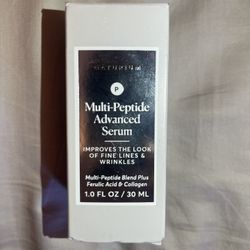 NATURIUM
P
Multi-Peptide
Advanced
Serum
IMPROVES THE LOOK
OF FINE LINES &
WRINKLES
Multi-Peptide Blend Plus
Ferulic Acid & Collagen
1.0 FL OZ / 30 ML